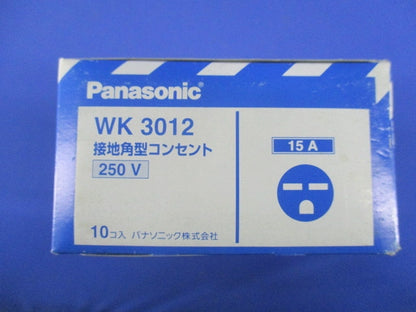 Panasonic
WK 3012
接地角型コンセント
250 V
15 A
10コ入 パナソニック株式会社